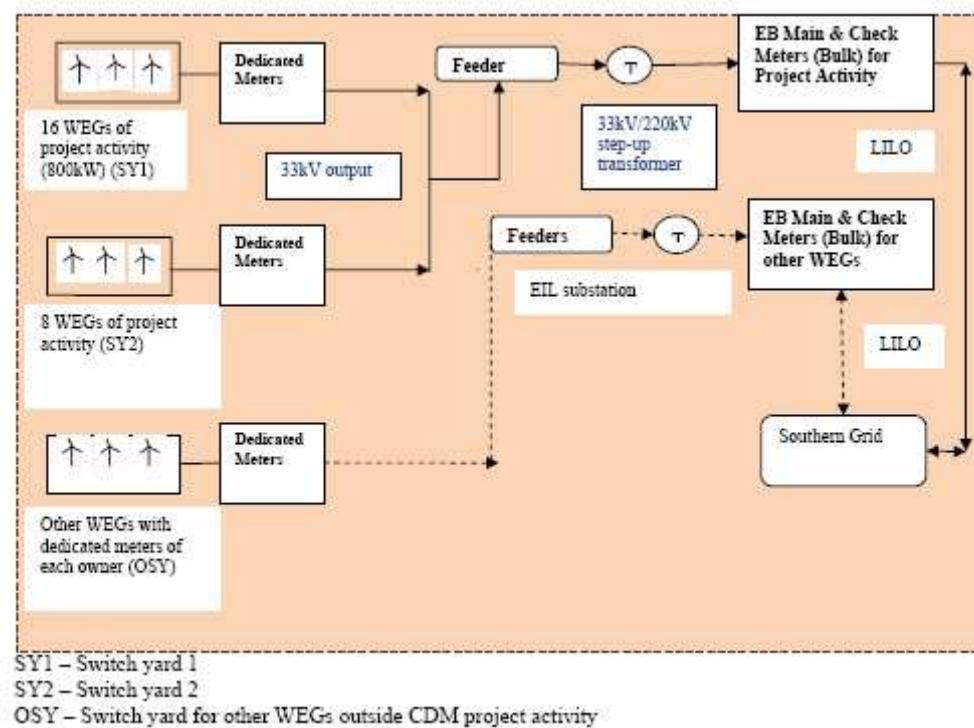 16 WEGs of
project activity
(800kW) (SY1)
Dedicated
Meters
33kV output
Feeder
T
33kV/220kV
step-up
transformer
EB Main & Check
Meters (Bulk) for
Project Activity
LILO
8 WEGs of project
activity (SY2)
Dedicated
Meters
Feeders
T
EIL substation
EB Main & Check
Meters (Bulk) for
other WEGs
LILO
Other WEGs with
dedicated meters of
each owner (OSY)
Dedicated
Meters
Southern Grid
SY1 – Switch yard 1
SY2 – Switch yard 2
OSY – Switch yard for other WEGs outside CDM project activity